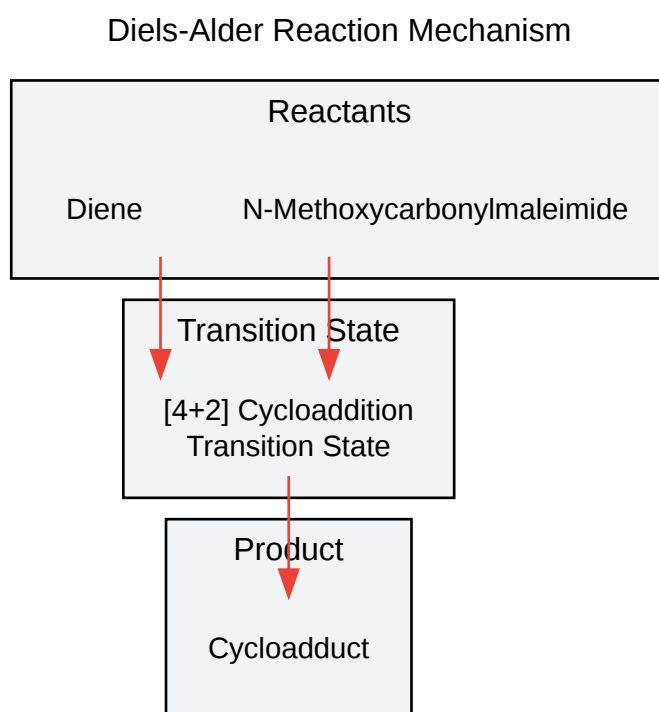 Diels-Alder Reaction Mechanism
Reactants
Diene
N-Methoxycarbonylmaleimide
Transition State
[4+2] Cycloaddition
Transition State
Product
Cycloadduct